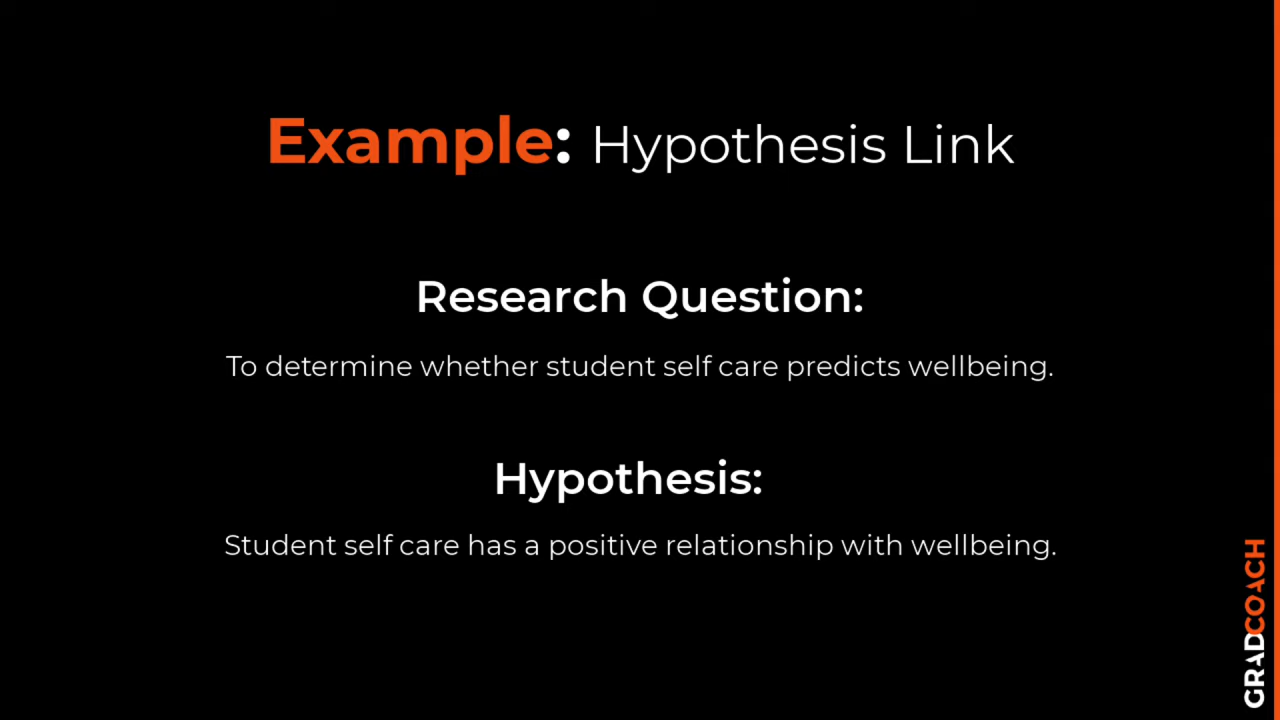 Example: Hypothesis Link
Research Question:
To determine whether student self care predicts wellbeing.
Hypothesis:
Student self care has a positive relationship with wellbeing.
GRADCOACH